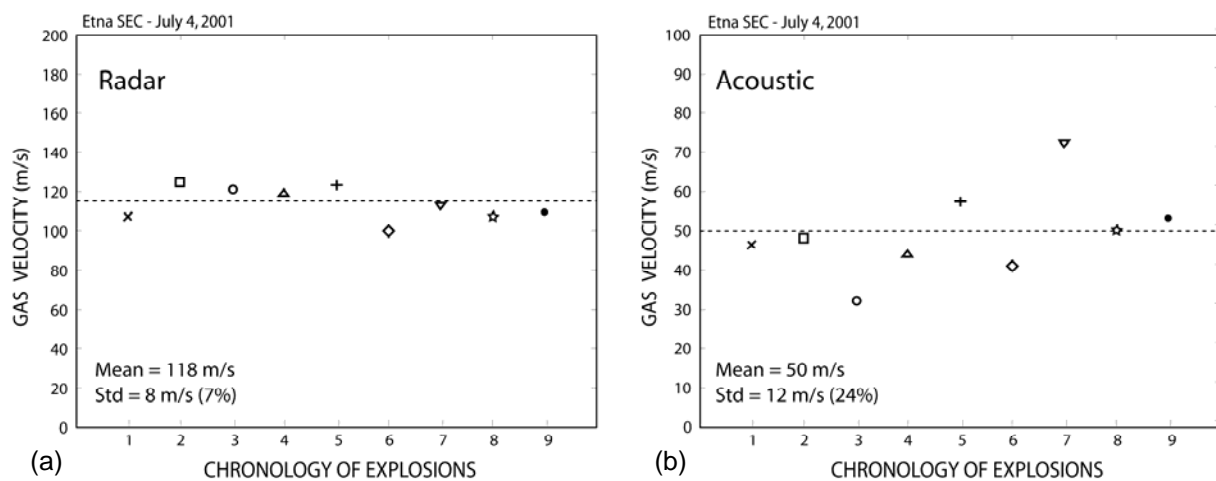 Etna SEC - July 4, 2001
200
180
160
140
120
100
80
60
40
20
0
GAS VELOCITY (m/s)
Radar
Mean = 118 m/s
Std = 8 m/s (7%)
1 2 3 4 5 6 7 8 9
(a) CHRONOLOGY OF EXPLOSIONS
Etna SEC - July 4, 2001
100
90
80
70
60
50
40
30
20
10
0
GAS VELOCITY (m/s)
Acoustic
Mean = 50 m/s
Std = 12 m/s (24%)
1 2 3 4 5 6 7 8 9
(b) CHRONOLOGY OF EXPLOSIONS